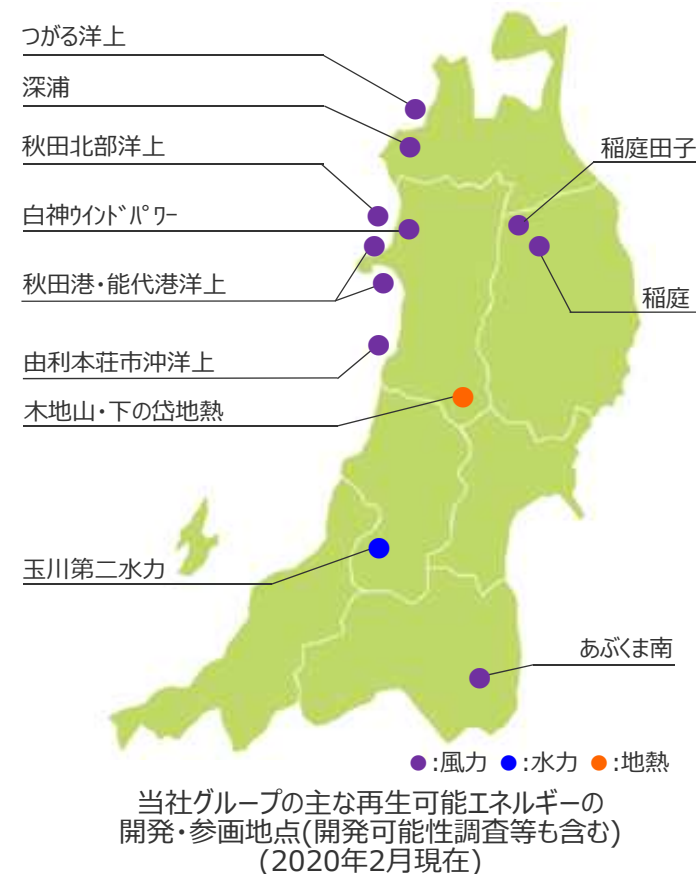 つがる洋上
深浦
秋田北部洋上
白神ウインドパワー
秋田港・能代港洋上
由利本荘市沖洋上
木地山・下の岱地熱
玉川第二水力
稲庭田子
稲庭
あぶくま南
●:風力 ●:水力 ●:地熱
当社グループの主な再生可能エネルギーの
開発・参画地点(開発可能性調査等も含む)
(2020年2月現在)